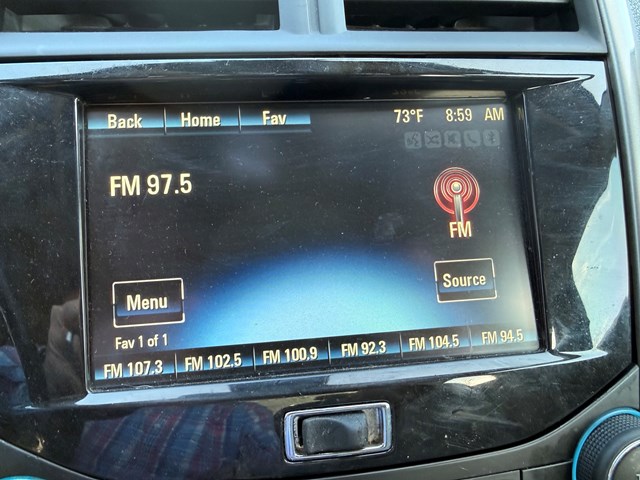 Back Home Fav 73°F 8:59 AM
FM 97.5
FM
Menu
Source
Fav 1 of 1
FM 107.3 FM 102.5 FM 100.9 FM 92.3 FM 104.5 FM 94.5